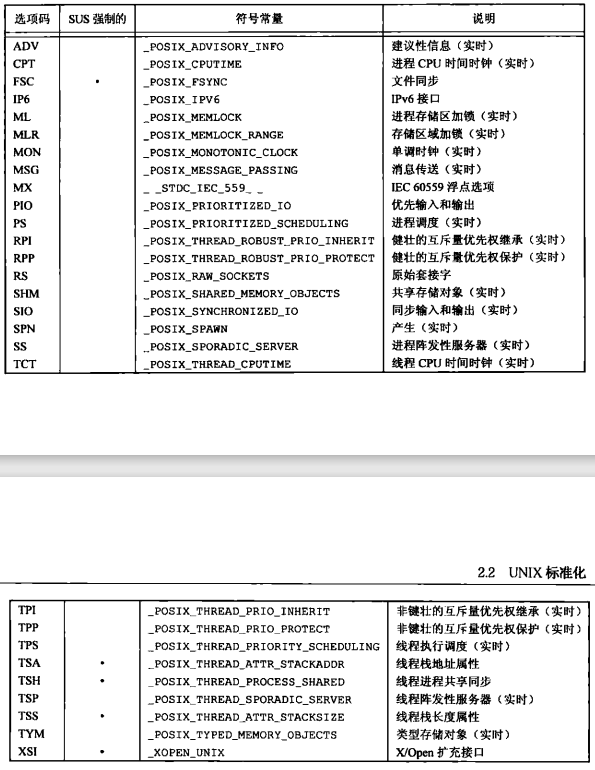 选项码 SUS 强制的 符号常量 说明
ADV _POSIX_ADVISORY_INFO 建议性信息（实时）
CPT _POSIX_CPUTIME 进程 CPU 时间时钟（实时）
FSC • _POSIX_FSYNC 文件同步
IP6 _POSIX_IPV6 IPv6 接口
ML _POSIX_MEMLOCK 进程存储区加锁（实时）
MLR _POSIX_MEMLOCK_RANGE 存储区域加锁（实时）
MON _POSIX_MONOTONIC_CLOCK 单调时钟（实时）
MSG _POSIX_MESSAGE_PASSING 消息传送（实时）
MX _ _STDC_IEC_559_ _ IEC 60559 浮点选项
PIO _POSIX_PRIORITIZED_IO 优先输入和输出
PS _POSIX_PRIORITIZED_SCHEDULING 进程调度（实时）
RPI _POSIX_THREAD_ROBUST_PRIO_INHERIT 健壮的互斥量优先权继承（实时）
RPP _POSIX_THREAD_ROBUST_PRIO_PROTECT 健壮的互斥量优先权保护（实时）
RS _POSIX_RAW_SOCKETS 原始套接字
SHM _POSIX_SHARED_MEMORY_OBJECTS 共享存储对象（实时）
SIO _POSIX_SYNCHRONIZED_IO 同步输入和输出（实时）
SPN _POSIX_SPAWN 产生（实时）
SS _POSIX_SPORADIC_SERVER 进程阵发性服务器（实时）
TCT _POSIX_THREAD_CPUTIME 线程 CPU 时间时钟（实时）
2.2 UNIX 标准化
TPI _POSIX_THREAD_PRIO_INHERIT 非键壮的互斥量优先权继承（实时）
TPP _POSIX_THREAD_PRIO_PROTECT 非键壮的互斥量优先权保护（实时）
TPS _POSIX_THREAD_PRIORITY_SCHEDULING 线程执行调度（实时）
TSA • _POSIX_THREAD_ATTR_STACKADDR 线程栈地址属性
TSH • _POSIX_THREAD_PROCESS_SHARED 线程进程共享同步
TSP _POSIX_THREAD_SPORADIC_SERVER 线程阵发性服务器（实时）
TSS • _POSIX_THREAD_ATTR_STACKSIZE 线程栈长度属性
TYM _POSIX_TYPED_MEMORY_OBJECTS 类型存储对象（实时）
XSI • _XOPEN_UNIX X/Open 扩充接口